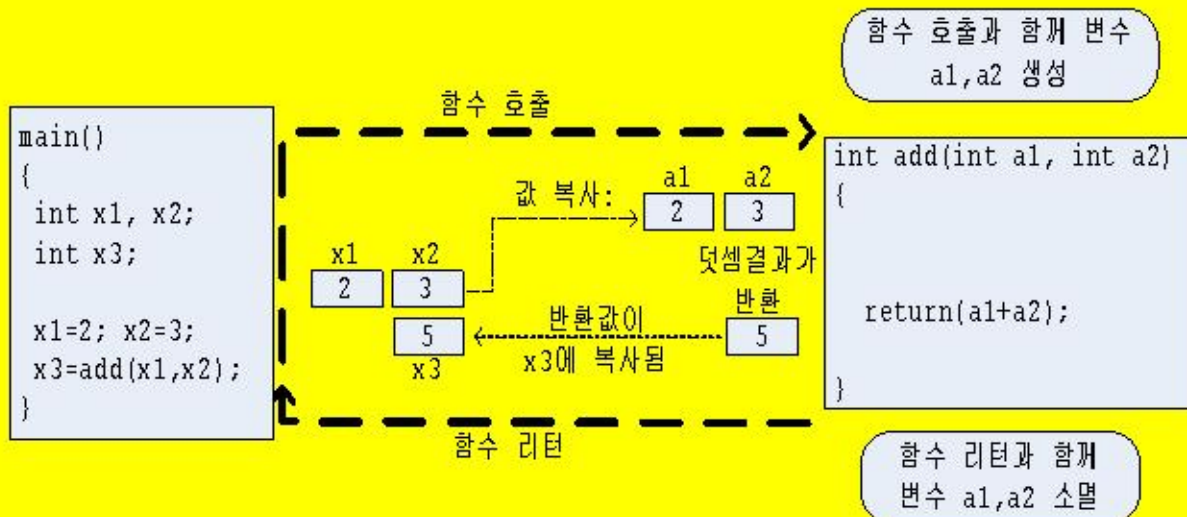 함수 호출과 함께 변수
a1,a2 생성
함수 호출
main()
{
int x1, x2;
int x3;
x1=2; x2=3;
x3=add(x1,x2);
}
값 복사:
a1 a2
2 3
x1 x2
2 3
덧셈결과가
반환
5
반환값이
x3에 복사됨
5
x3
int add(int a1, int a2)
{
return(a1+a2);
}
함수 리턴
함수 리턴과 함께
변수 a1,a2 소멸